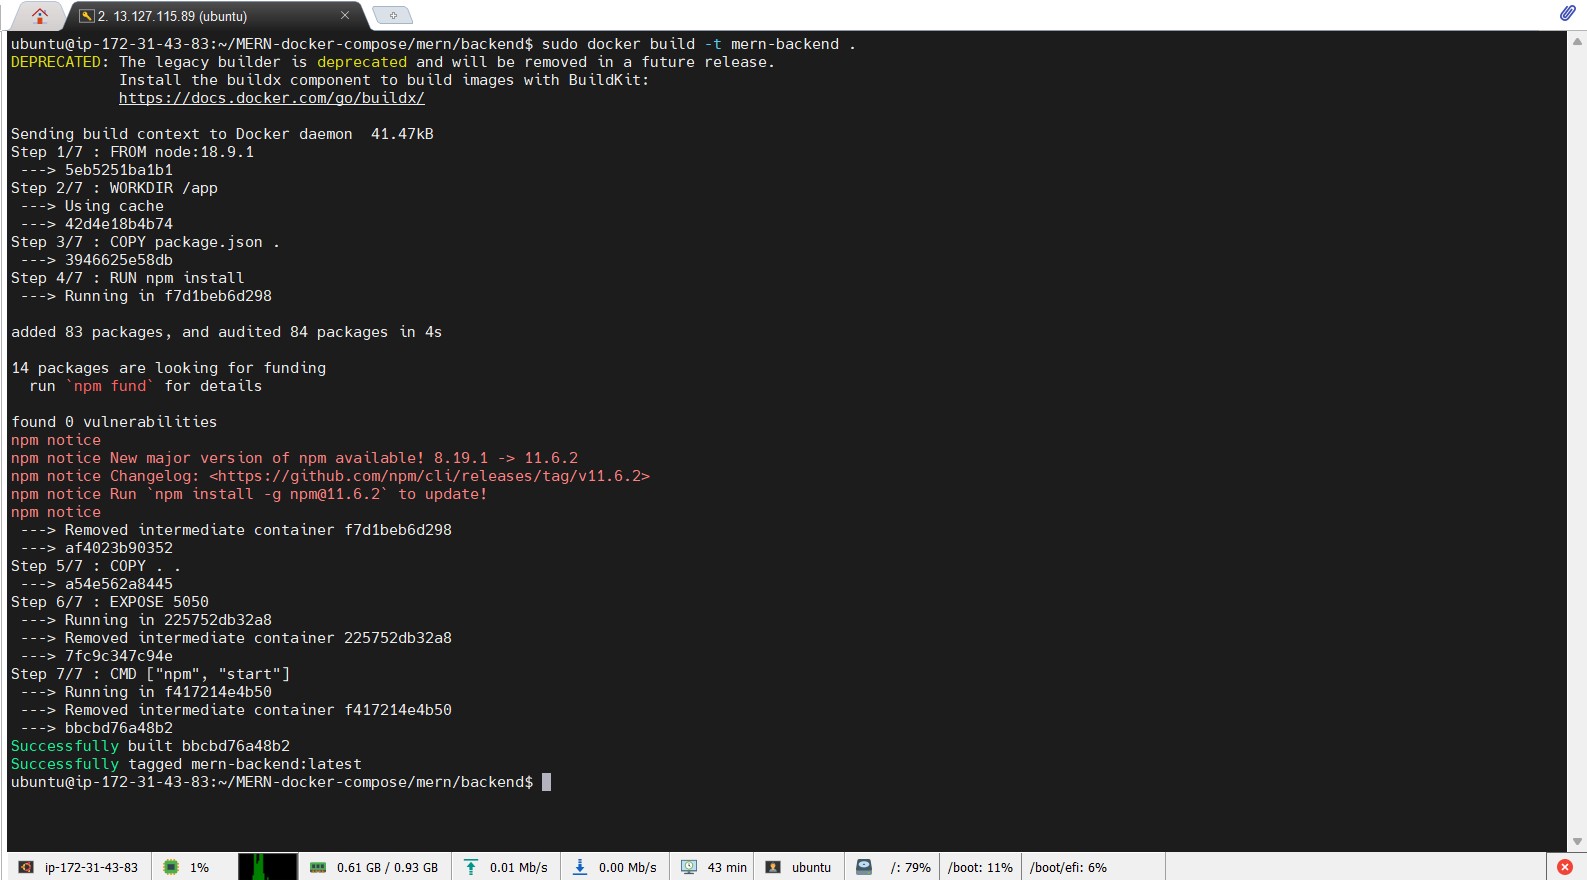 2. 13.127.115.89 (ubuntu)
ubuntu@ip-172-31-43-83:~/MERN-docker-compose/mern/backend$ sudo docker build -t mern-backend .
DEPRECATED: The legacy builder is deprecated and will be removed in a future release.
            Install the buildx component to build images with BuildKit:
            https://docs.docker.com/go/buildx/

Sending build context to Docker daemon  41.47kB
Step 1/7 : FROM node:18.9.1
 ---> 5eb5251ba1b1
Step 2/7 : WORKDIR /app
 ---> Using cache
 ---> 42d4e18b4b74
Step 3/7 : COPY package.json .
 ---> 3946625e58db
Step 4/7 : RUN npm install
 ---> Running in f7d1beb6d298

added 83 packages, and audited 84 packages in 4s

14 packages are looking for funding
  run `npm fund` for details

found 0 vulnerabilities
npm notice
npm notice New major version of npm available! 8.19.1 -> 11.6.2
npm notice Changelog: <https://github.com/npm/cli/releases/tag/v11.6.2>
npm notice Run `npm install -g npm@11.6.2` to update!
npm notice
 ---> Removed intermediate container f7d1beb6d298
 ---> af4023b90352
Step 5/7 : COPY . .
 ---> a54e562a8445
Step 6/7 : EXPOSE 5050
 ---> Running in 225752db32a8
 ---> Removed intermediate container 225752db32a8
 ---> 7fc9c347c94e
Step 7/7 : CMD ["npm", "start"]
 ---> Running in f417214e4b50
 ---> Removed intermediate container f417214e4b50
 ---> bbcbd76a48b2
Successfully built bbcbd76a48b2
Successfully tagged mern-backend:latest
ubuntu@ip-172-31-43-83:~/MERN-docker-compose/mern/backend$
ip-172-31-43-83 1% 0.61 GB / 0.93 GB 0.01 Mb/s 0.00 Mb/s 43 min ubuntu /: 79% /boot: 11% /boot/efi: 6%